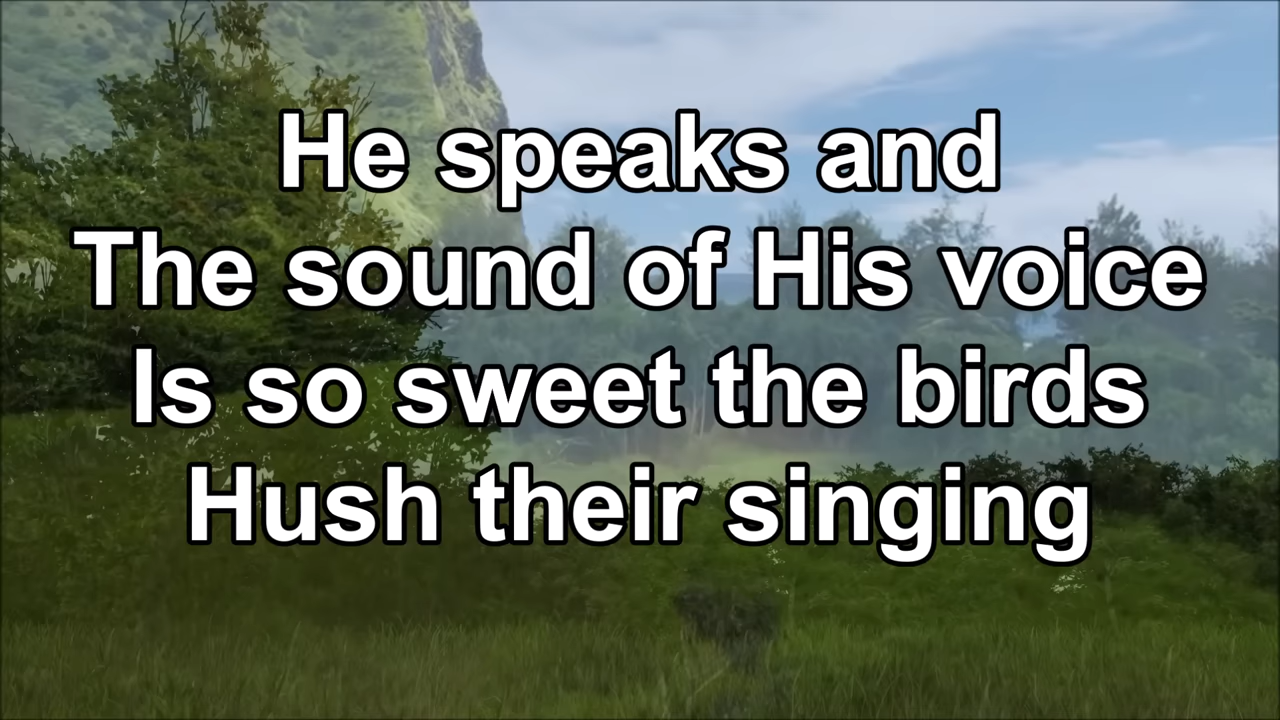 He speaks and
The sound of His voice
Is so sweet the birds
Hush their singing